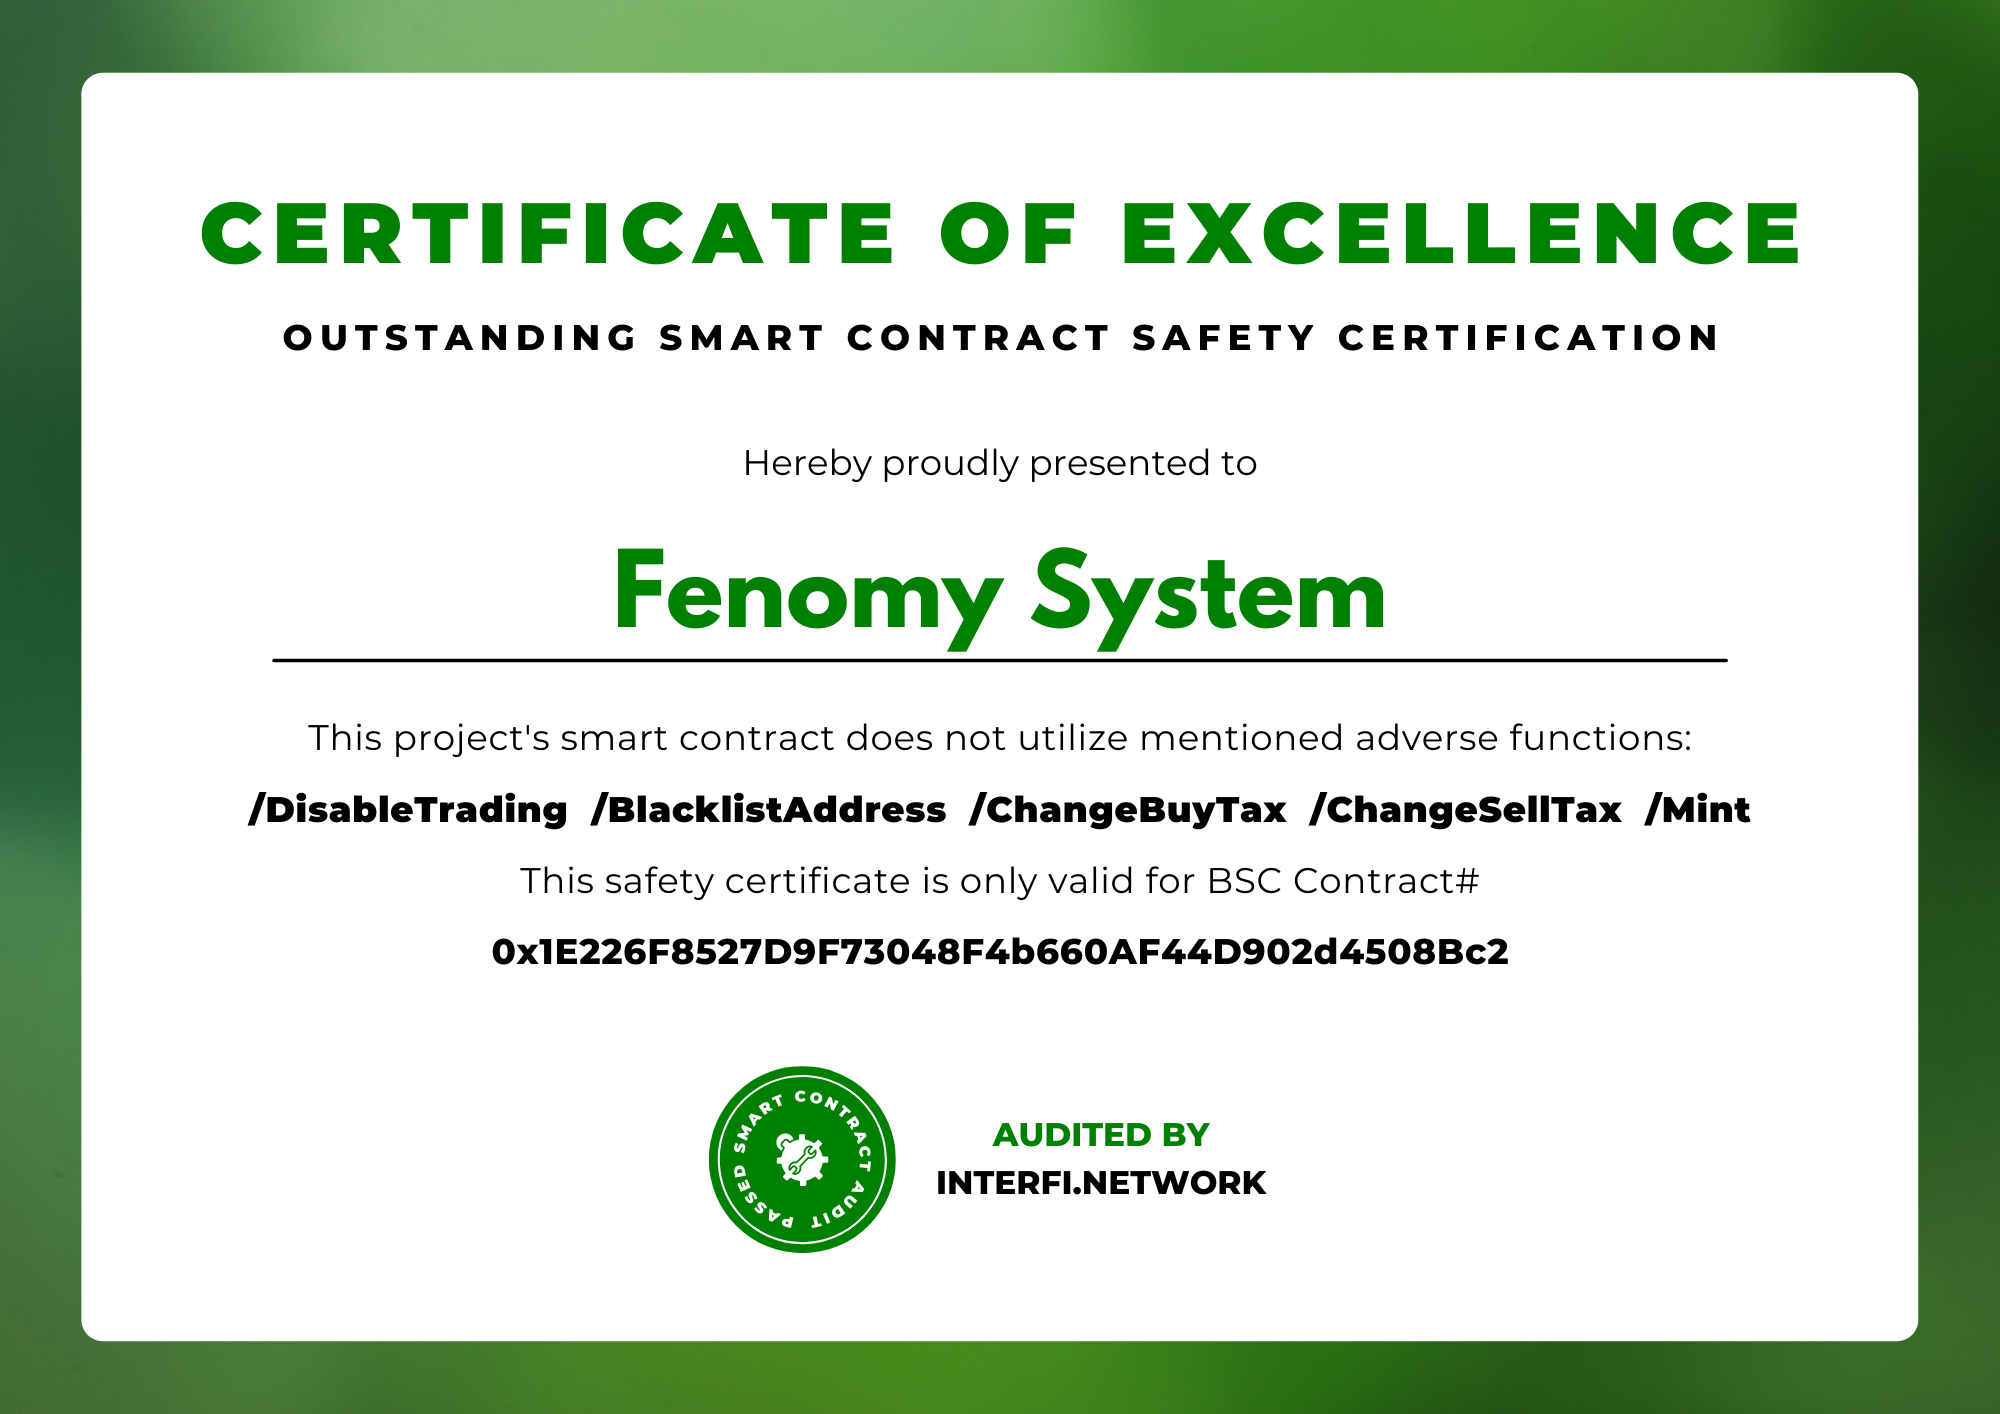 CERTIFICATE OF EXCELLENCE
OUTSTANDING SMART CONTRACT SAFETY CERTIFICATION
Hereby proudly presented to
Fenomy System
This project's smart contract does not utilize mentioned adverse functions:
/DisableTrading /BlacklistAddress /ChangeBuyTax /ChangeSellTax /Mint
This safety certificate is only valid for BSC Contract#
0x1E226F8527D9F73048F4b660AF44D902d4508Bc2
PASSED SMART CONTRACT AUDIT
AUDITED BY
INTERFI.NETWORK